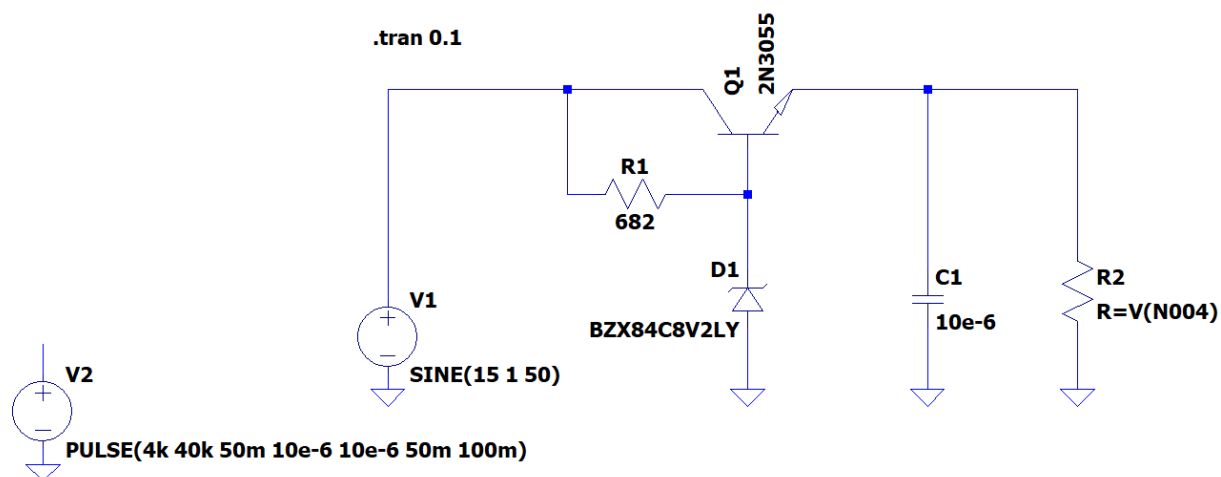 .tran 0.1
Q1
2N3055
R1
682
D1
BZX84C8V2LY
C1
10e-6
R2
R=V(N004)
V1
SINE(15 1 50)
V2
PULSE(4k 40k 50m 10e-6 10e-6 50m 100m)